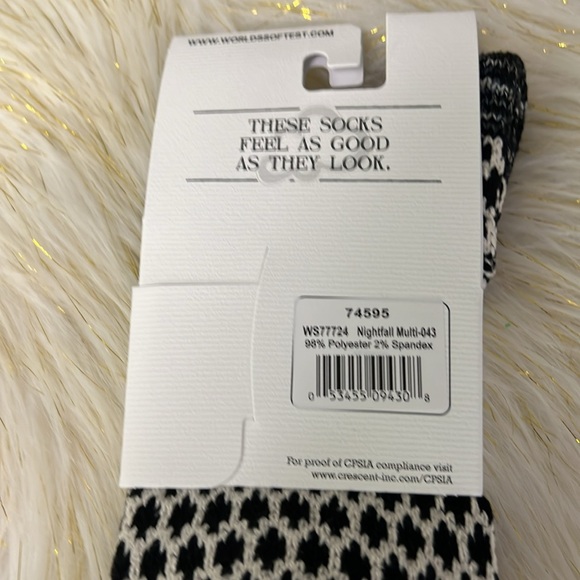 WWW.WORLDSSOFTEST.COM
THESE SOCKS
FEEL AS GOOD
AS THEY LOOK.
74595
WS77724 Nightfall Multi-043
98% Polyester 2% Spandex
0 53455 09430 8
For proof of CPSIA compliance visit
www.crescent-inc.com/CPSIA